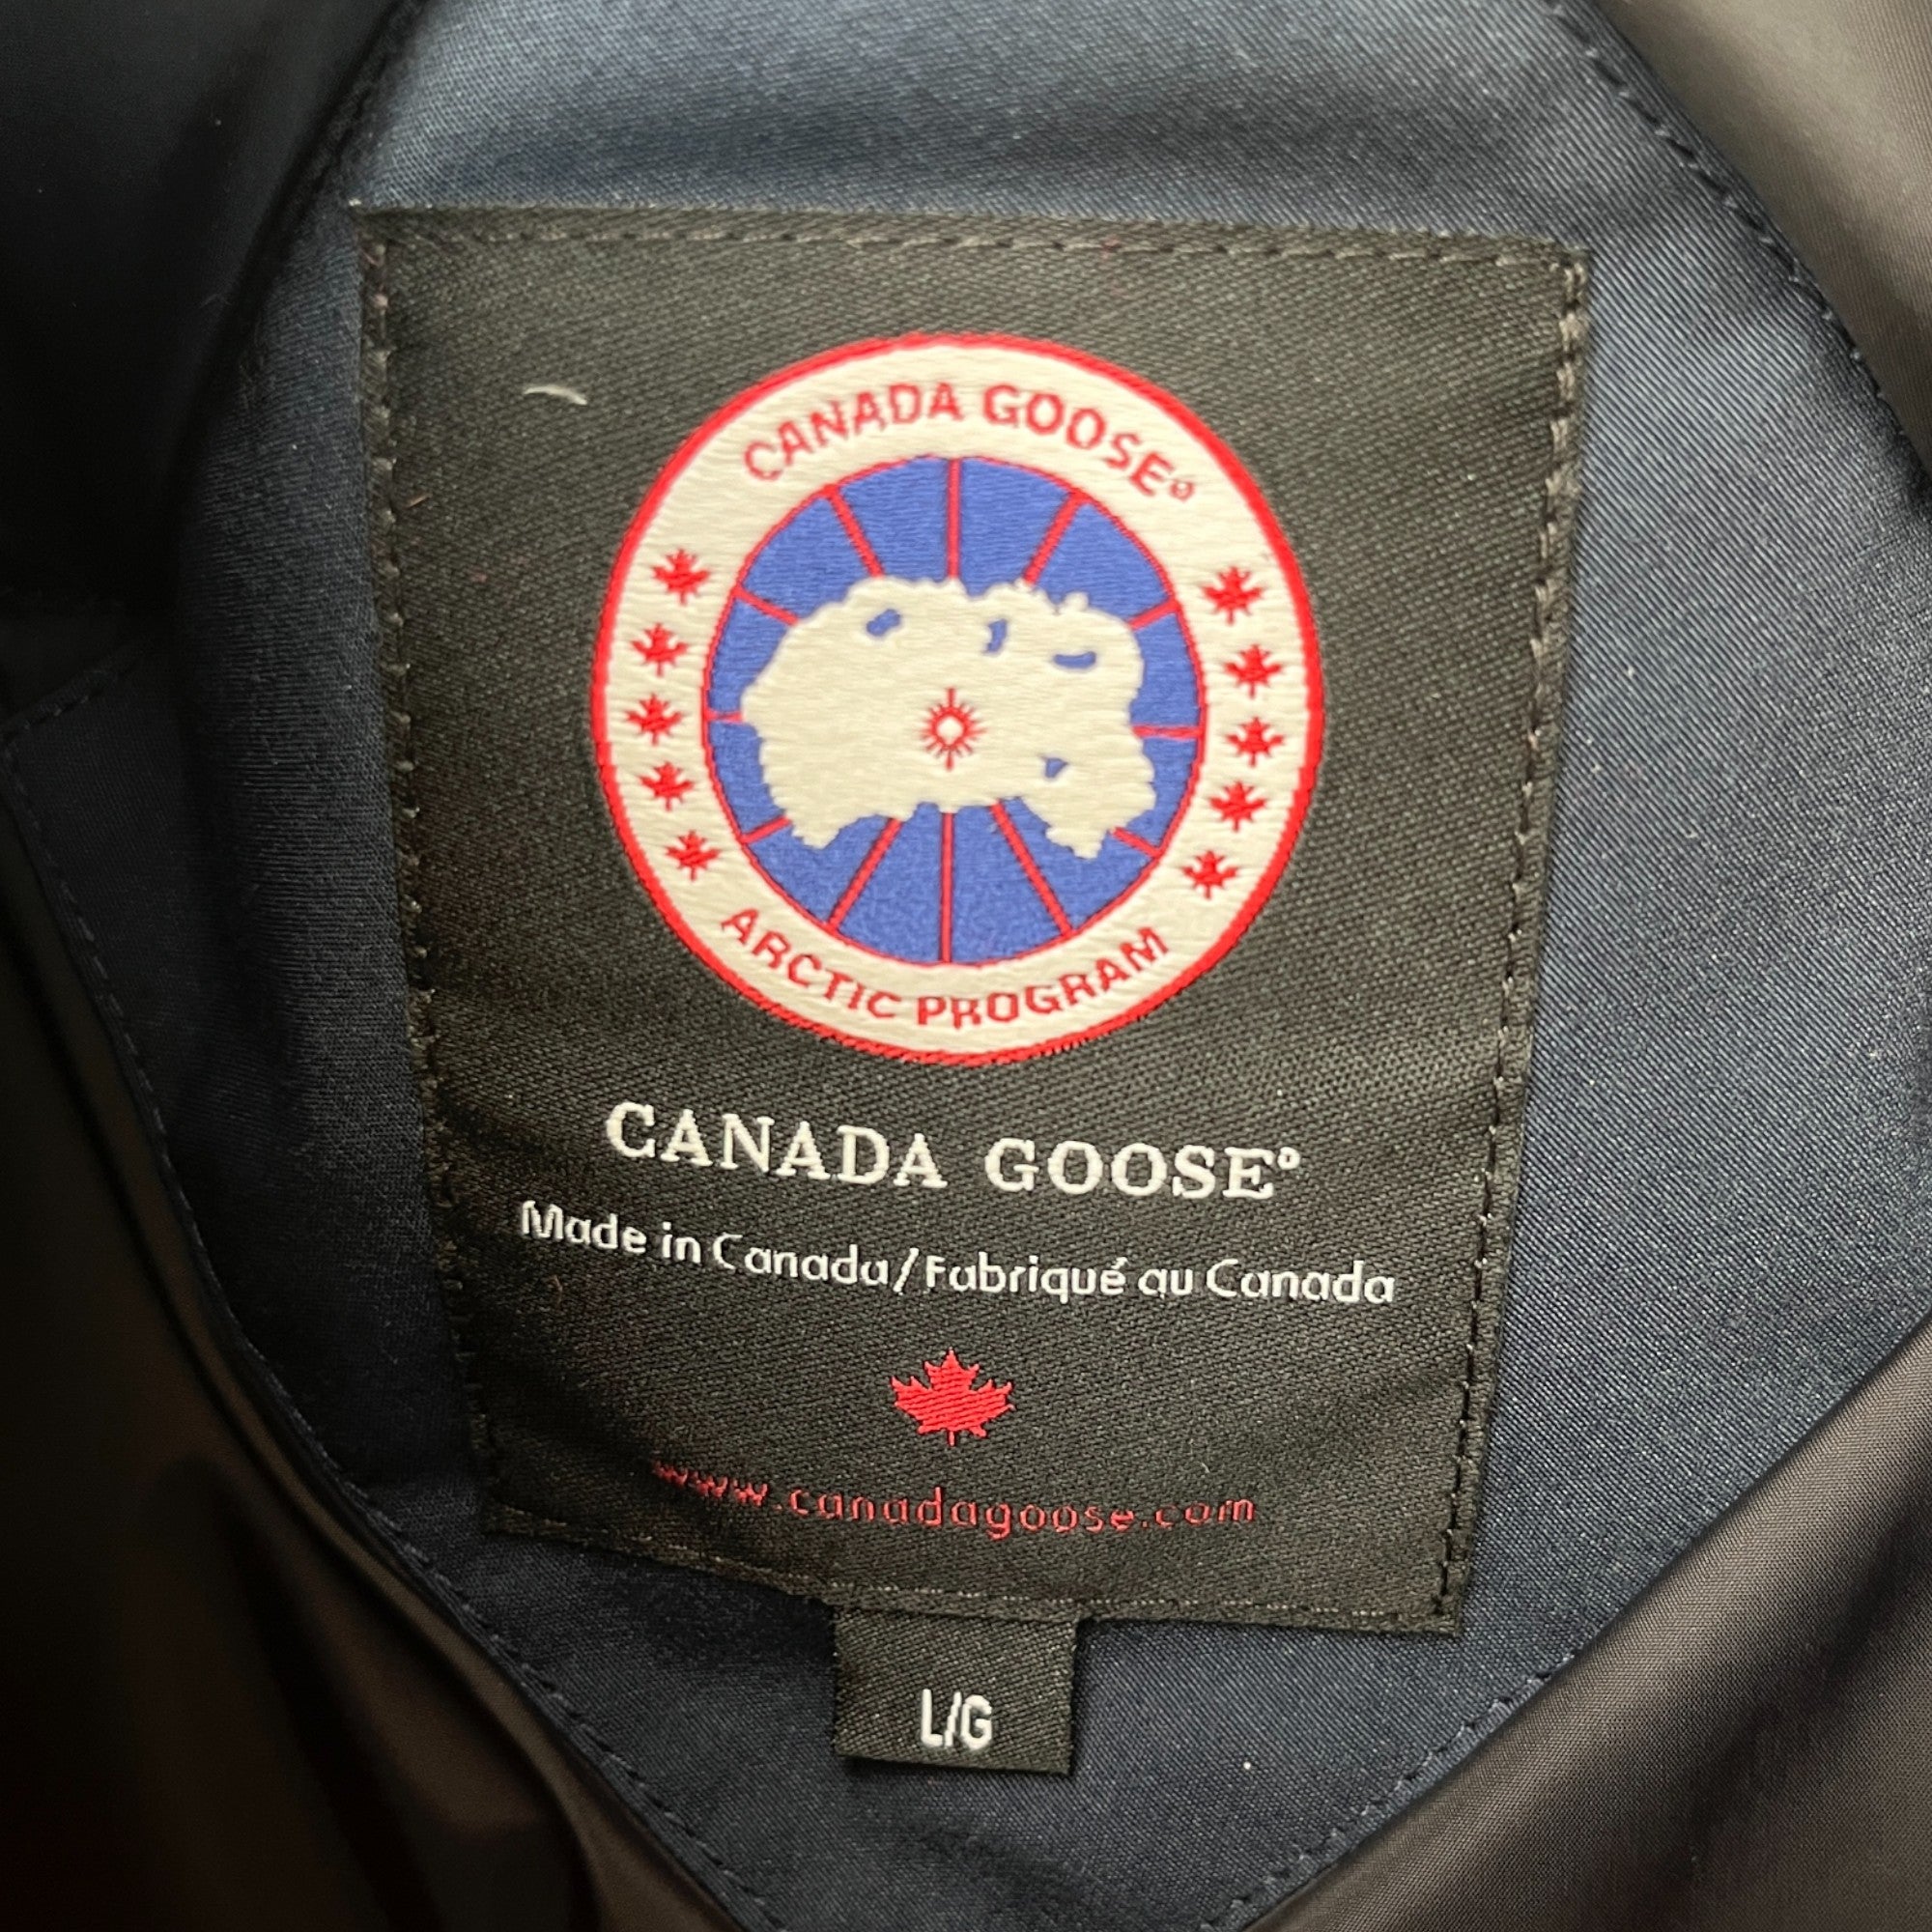 CANADA GOOSE®
ARCTIC PROGRAM
CANADA GOOSE®
Made in Canada/Fabriqué au Canada
www.canadagoose.com
L/G